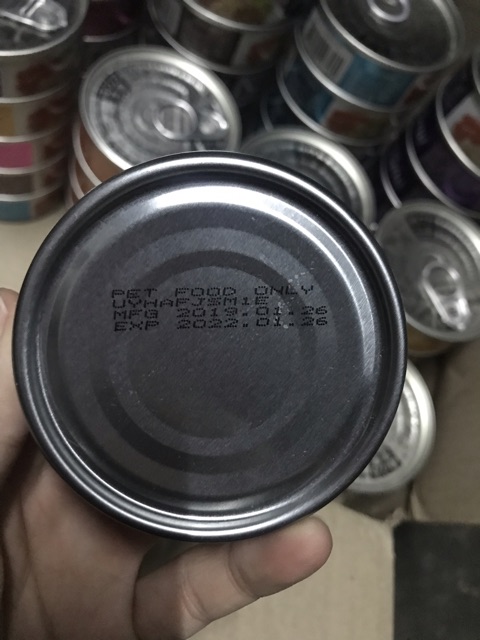 PET FOOD ONLY
UVHAFJSM1E
MFG 2019.01.26
EXP 2022.01.26